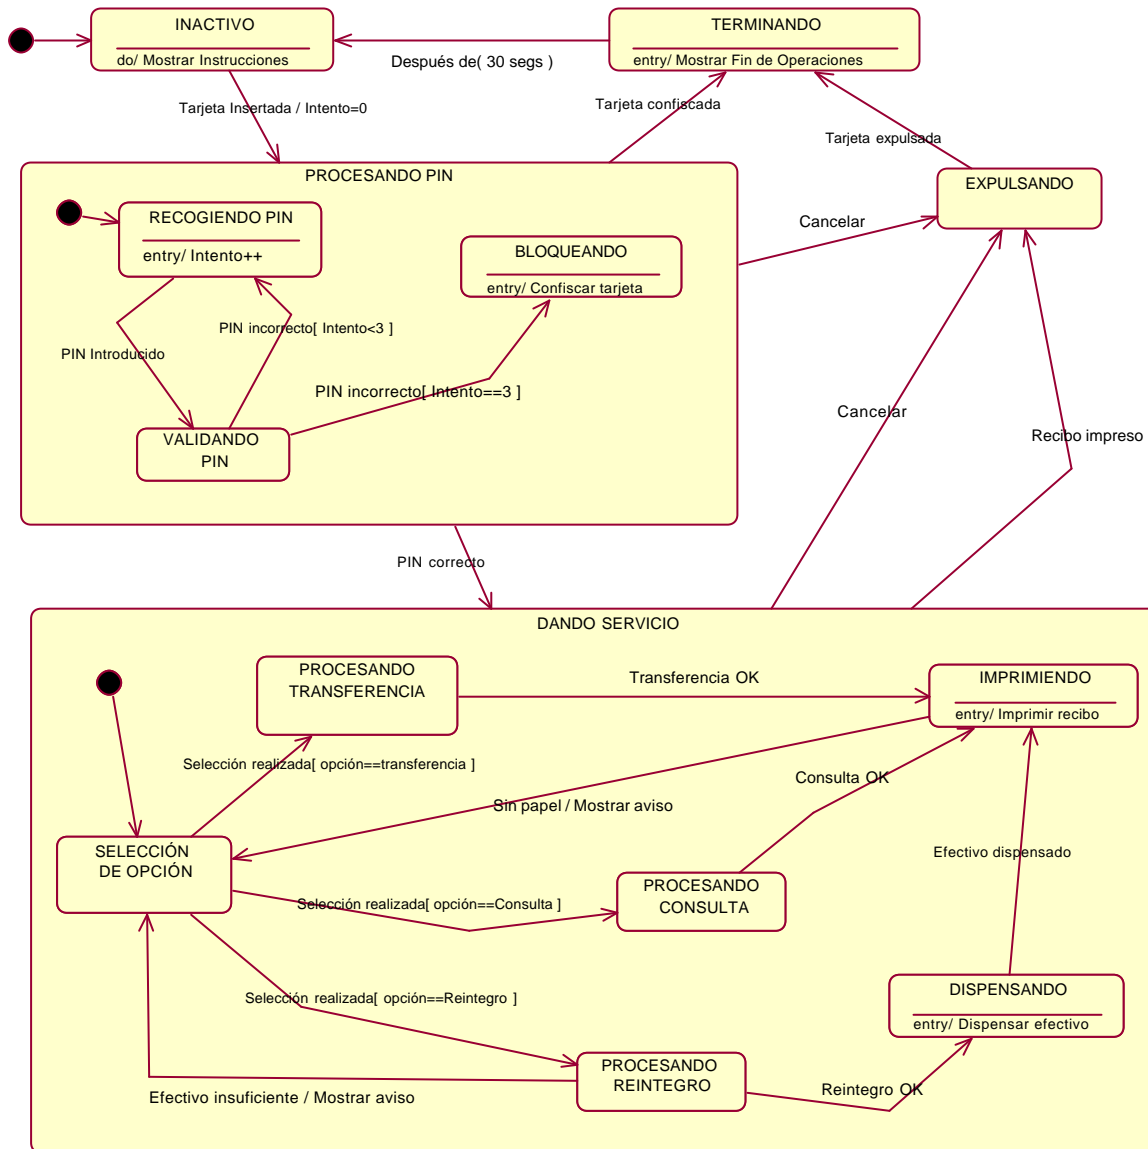 INACTIVO
do/ Mostrar Instrucciones
TERMINANDO
entry/ Mostrar Fin de Operaciones
Después de( 30 segs )
Tarjeta Insertada / Intento=0
Tarjeta confiscada
Tarjeta expulsada
PROCESANDO PIN
EXPULSANDO
RECOGIENDO PIN
entry/ Intento++
BLOQUEANDO
entry/ Confiscar tarjeta
Cancelar
PIN incorrecto[ Intento<3 ]
PIN Introducido
PIN incorrecto[ Intento==3 ]
VALIDANDO
PIN
Cancelar
Recibo impreso
PIN correcto
DANDO SERVICIO
PROCESANDO
TRANSFERENCIA
Transferencia OK
IMPRIMIENDO
entry/ Imprimir recibo
Selección realizada[ opción==transferencia ]
Consulta OK
Sin papel / Mostrar aviso
SELECCIÓN
DE OPCIÓN
Efectivo dispensado
PROCESANDO
CONSULTA
Selección realizada[ opción==Consulta ]
Selección realizada[ opción==Reintegro ]
DISPENSANDO
entry/ Dispensar efectivo
PROCESANDO
REINTEGRO
Reintegro OK
Efectivo insuficiente / Mostrar aviso